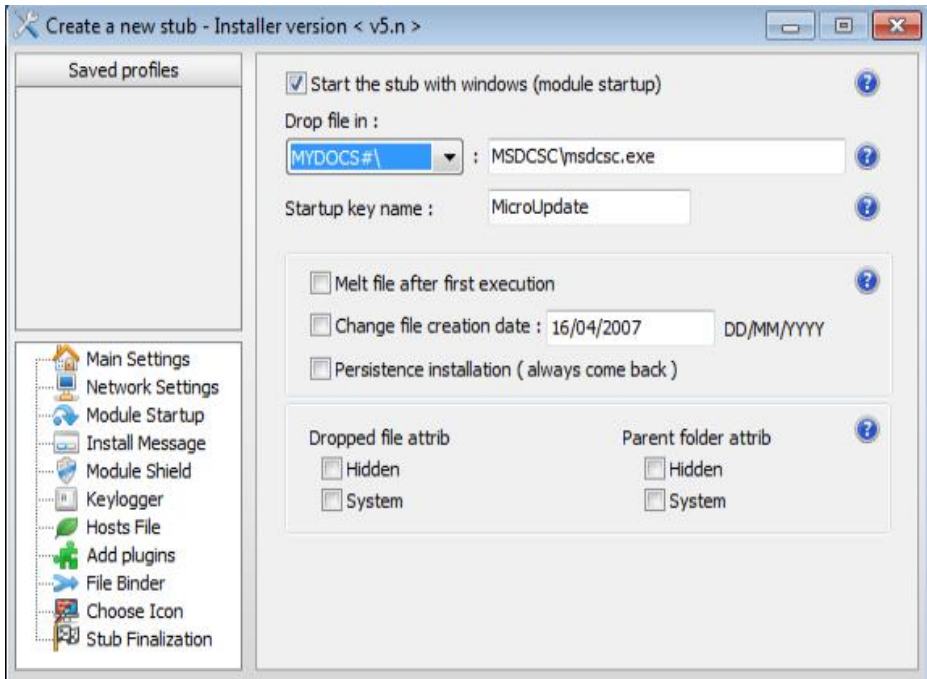 Create a new stub - Installer version < v5.n >
Saved profiles
Main Settings
Network Settings
Module Startup
Install Message
Module Shield
Keylogger
Hosts File
Add plugins
File Binder
Choose Icon
Stub Finalization
Start the stub with windows (module startup)
Drop file in :
MYDOCS#\ : MSDCSC\msdcsc.exe
Startup key name : MicroUpdate
Melt file after first execution
Change file creation date : 16/04/2007 DD/MM/YYYY
Persistence installation ( always come back )
Dropped file attrib Parent folder attrib
Hidden Hidden
System System